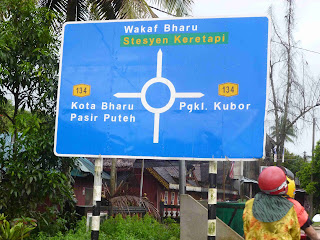 Wakaf Bharu
Stesyen Keretapi
134
134
Kota Bharu
Pasir Puteh
Pgkl. Kubor